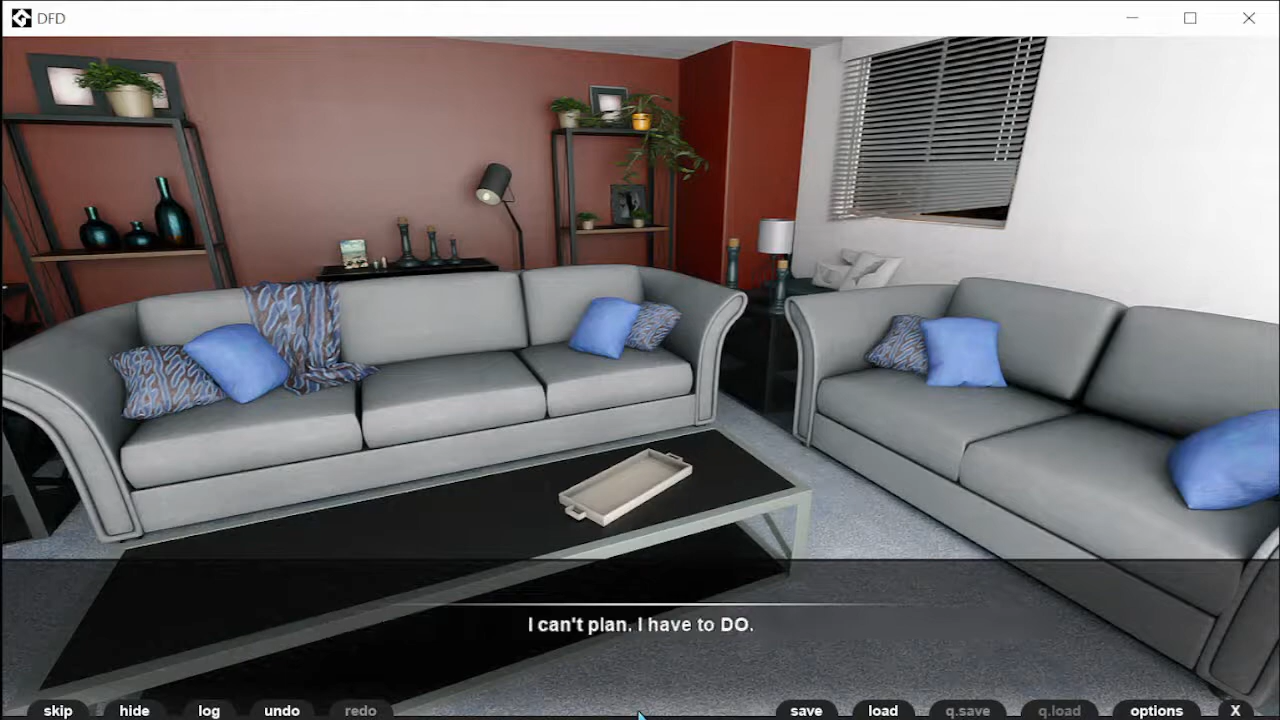 DFD
I can't plan. I have to DO.
skip hide log undo redo save load q.save q.load options X